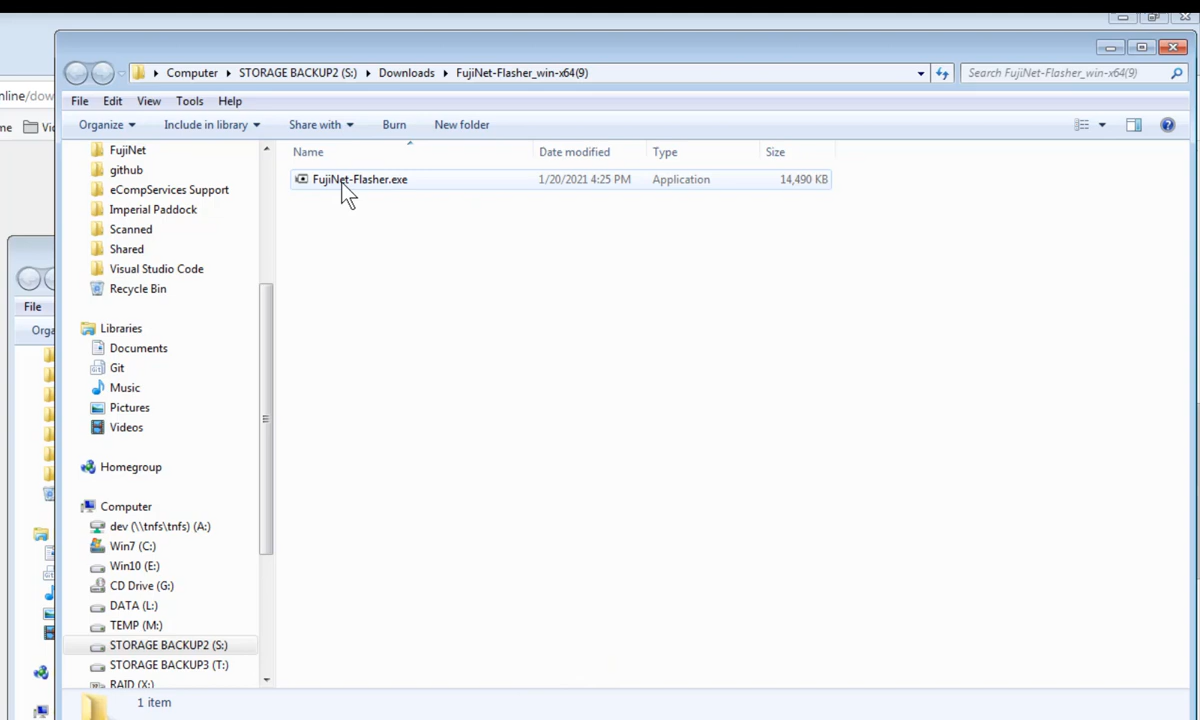 nline/dow
me Vi
File
Orga
Computer STORAGE BACKUP2 (S:) Downloads FujiNet-Flasher_win-x64(9) Search FujiNet-Flasher_win-x64(9)
File Edit View Tools Help
Organize Include in library Share with Burn New folder
FujiNet
github
eCompServices Support
Imperial Paddock
Scanned
Shared
Visual Studio Code
Recycle Bin
Libraries
Documents
Git
Music
Pictures
Videos
Homegroup
Computer
dev (\\tnfs\tnfs) (A:)
Win7 (C:)
Win10 (E:)
CD Drive (G:)
DATA (L:)
TEMP (M:)
STORAGE BACKUP2 (S:)
STORAGE BACKUP3 (T:)
RAID (X:)
Name Date modified Type Size
FujiNet-Flasher.exe 1/20/2021 4:25 PM Application 14,490 KB
1 item